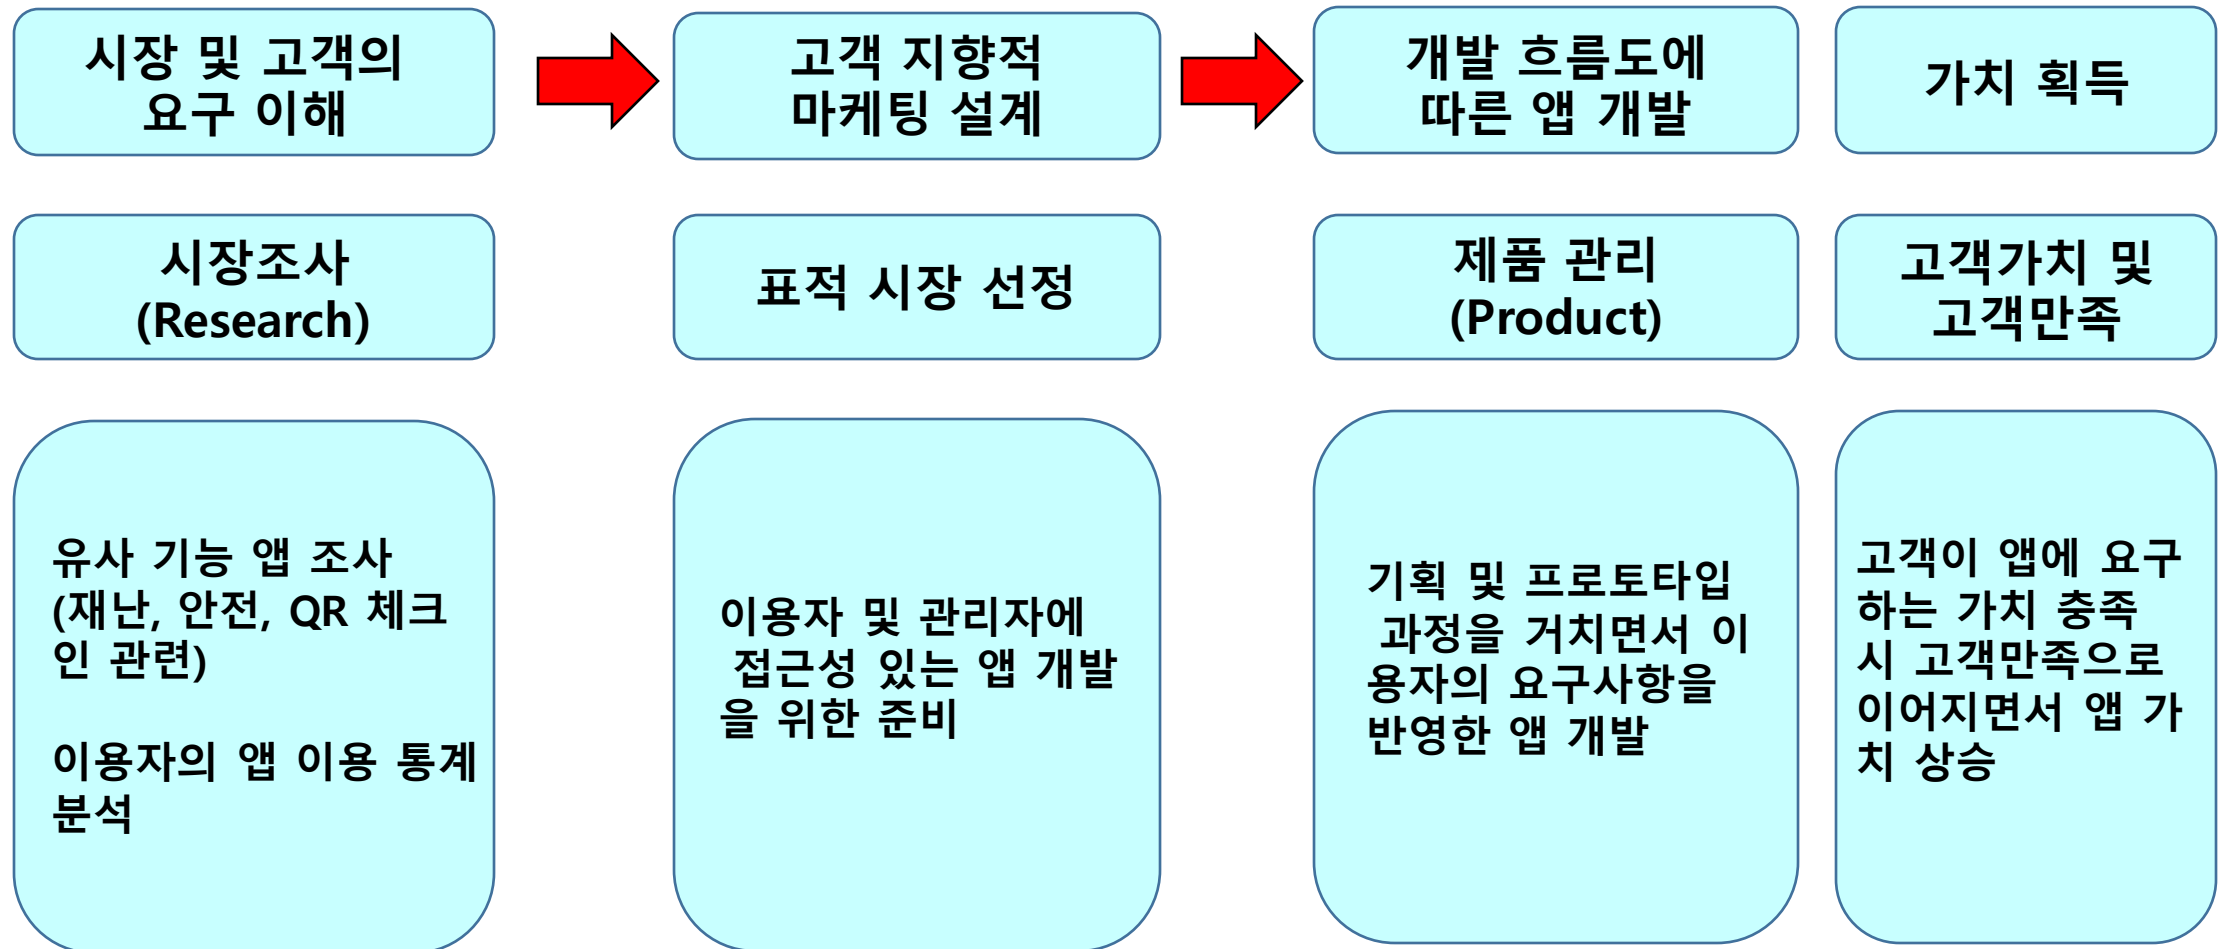 시장 및 고객의
요구 이해
고객 지향적
마케팅 설계
개발 흐름도에
따른 앱 개발
가치 획득
시장조사
(Research)
표적 시장 선정
제품 관리
(Product)
고객가치 및
고객만족
유사 기능 앱 조사
(재난, 안전, QR 체크
인 관련)
이용자의 앱 이용 통계
분석
이용자 및 관리자에
접근성 있는 앱 개발
을 위한 준비
기획 및 프로토타입
과정을 거치면서 이
용자의 요구사항을
반영한 앱 개발
고객이 앱에 요구
하는 가치 충족
시 고객만족으로
이어지면서 앱 가
치 상승